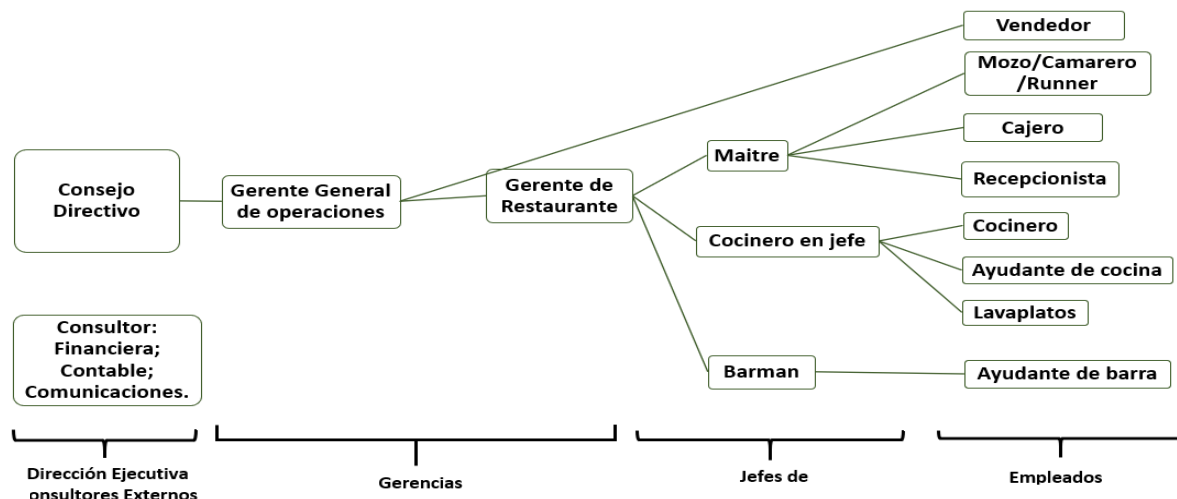 Vendedor
Mozo/Camarero
/Runner
Cajero
Maitre
Recepcionista
Consejo
Directivo
Gerente General
de operaciones
Gerente de
Restaurante
Cocinero
Cocinero en jefe
Ayudante de cocina
Lavaplatos
Consultor:
Financiera;
Contable;
Comunicaciones.
Barman
Ayudante de barra
Dirección Ejecutiva
onsultores Externos
Gerencias
Jefes de
Empleados